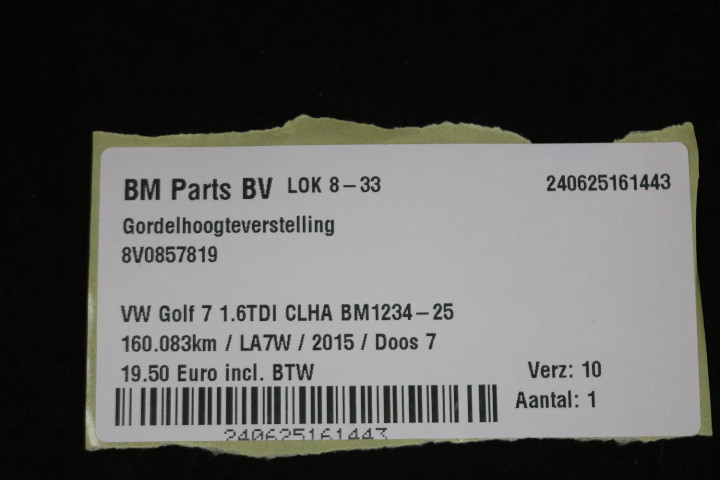 BM Parts BV LOK 8-33 240625161443
Gordelhoogteverstelling
8V0857819
VW Golf 7 1.6TDI CLHA BM1234-25
160.083km / LA7W / 2015 / Doos 7
19.50 Euro incl. BTW Verz: 10
Aantal: 1
240625161443